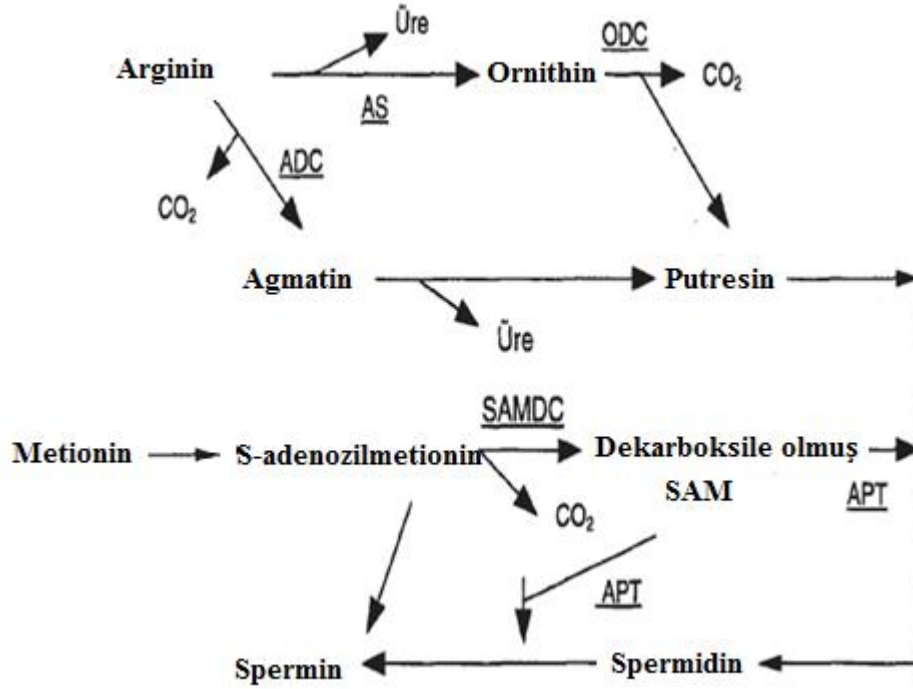 Üre
ODC
Arginin
Ornithin
CO₂
AS
ADC
CO₂
Agmatin
Putresin
Üre
SAMDC
Metionin
S-adenozilmetionin
Dekarboksile olmuş
SAM
APT
CO₂
APT
Spermin
Spermidin